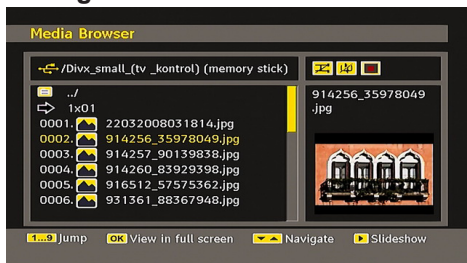 Media Browser
/Divx_small_(tv _kontrol) (memory stick)
../
1x01
0001. 22032008031814.jpg
0002. 914256_35978049.jpg
0003. 914257_90139838.jpg
0004. 914260_83929398.jpg
0005. 916512_57575362.jpg
0006. 931361_88367948.jpg
914256_35978049
.jpg
1...9 Jump OK View in full screen Navigate Slideshow